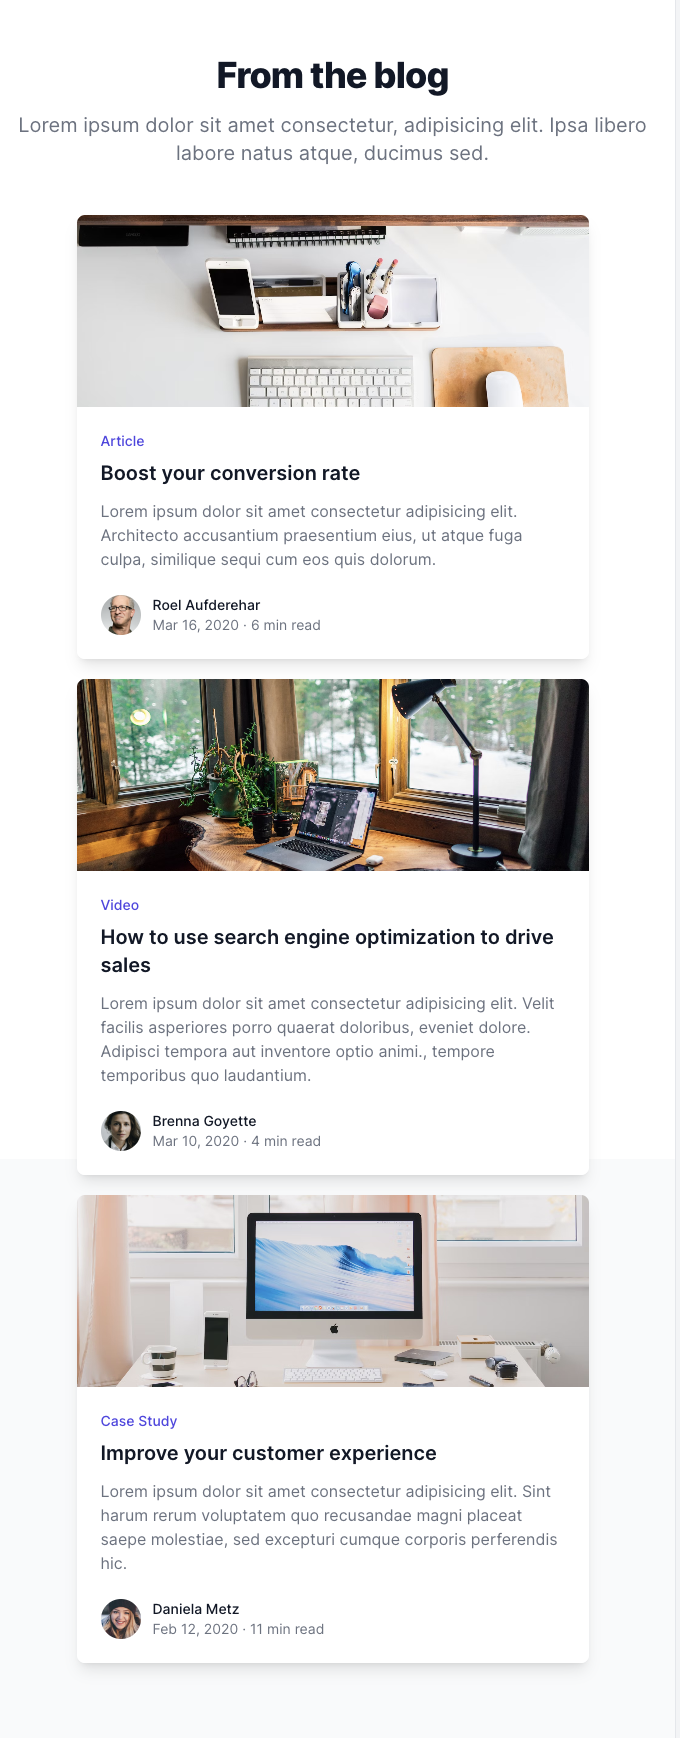 From the blog
Lorem ipsum dolor sit amet consectetur, adipisicing elit. Ipsa libero
labore natus atque, ducimus sed.
Article
Boost your conversion rate
Lorem ipsum dolor sit amet consectetur adipisicing elit.
Architecto accusantium praesentium eius, ut atque fuga
culpa, similique sequi cum eos quis dolorum.
Roel Aufderehar
Mar 16, 2020 · 6 min read
Video
How to use search engine optimization to drive
sales
Lorem ipsum dolor sit amet consectetur adipisicing elit. Velit
facilis asperiores porro quaerat doloribus, eveniet dolore.
Adipisci tempora aut inventore optio animi., tempore
temporibus quo laudantium.
Brenna Goyette
Mar 10, 2020 · 4 min read
Case Study
Improve your customer experience
Lorem ipsum dolor sit amet consectetur adipisicing elit. Sint
harum rerum voluptatem quo recusandae magni placeat
saepe molestiae, sed excepturi cumque corporis perferendis
hic.
Daniela Metz
Feb 12, 2020 · 11 min read